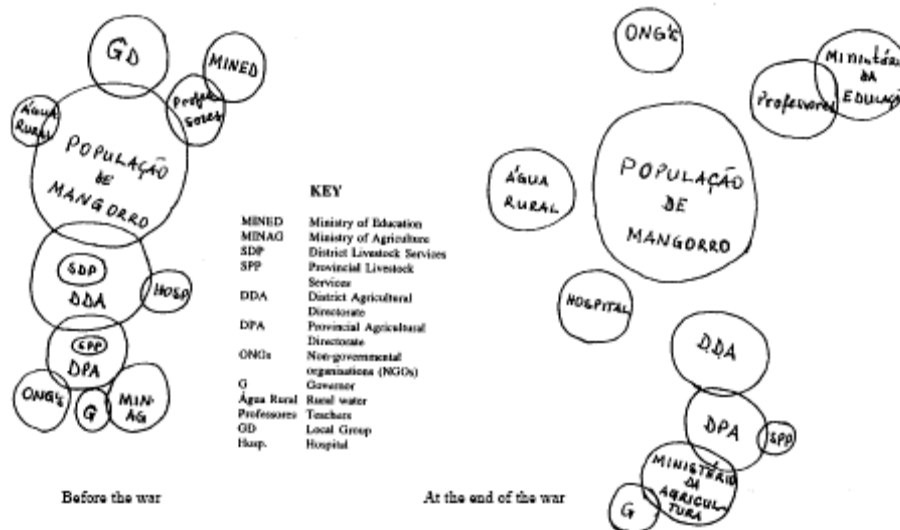 GD
MINED
Profes
sores
ÁGUA
RURAL
POPULAÇÃO
DE
MANGORRO
SDP
DDA
HOSP
SPP
DPA
ONG's
G
MIN.
AG
Before the war
KEY
MINED Ministry of Education
MINAG Ministry of Agriculture
SDP District Livestock Services
SPP Provincial Livestock
Services
DDA District Agricultural
Directorate
DPA Provincial Agricultural
Directorate
ONGs Non-governmental
organisations (NGOs)
G Governor
Água Rural Rural water
Professores Teachers
GD Local Group
Hosp. Hospital
ONG's
Professores
DA
EDUCAÇÃO
ÁGUA
RURAL
POPULAÇÃO
DE
MANGORRO
HOSPITAL
D.D.A
DPA
SPP
MINISTÉRIO
DA
AGRICUL
TURA
G
At the end of the war